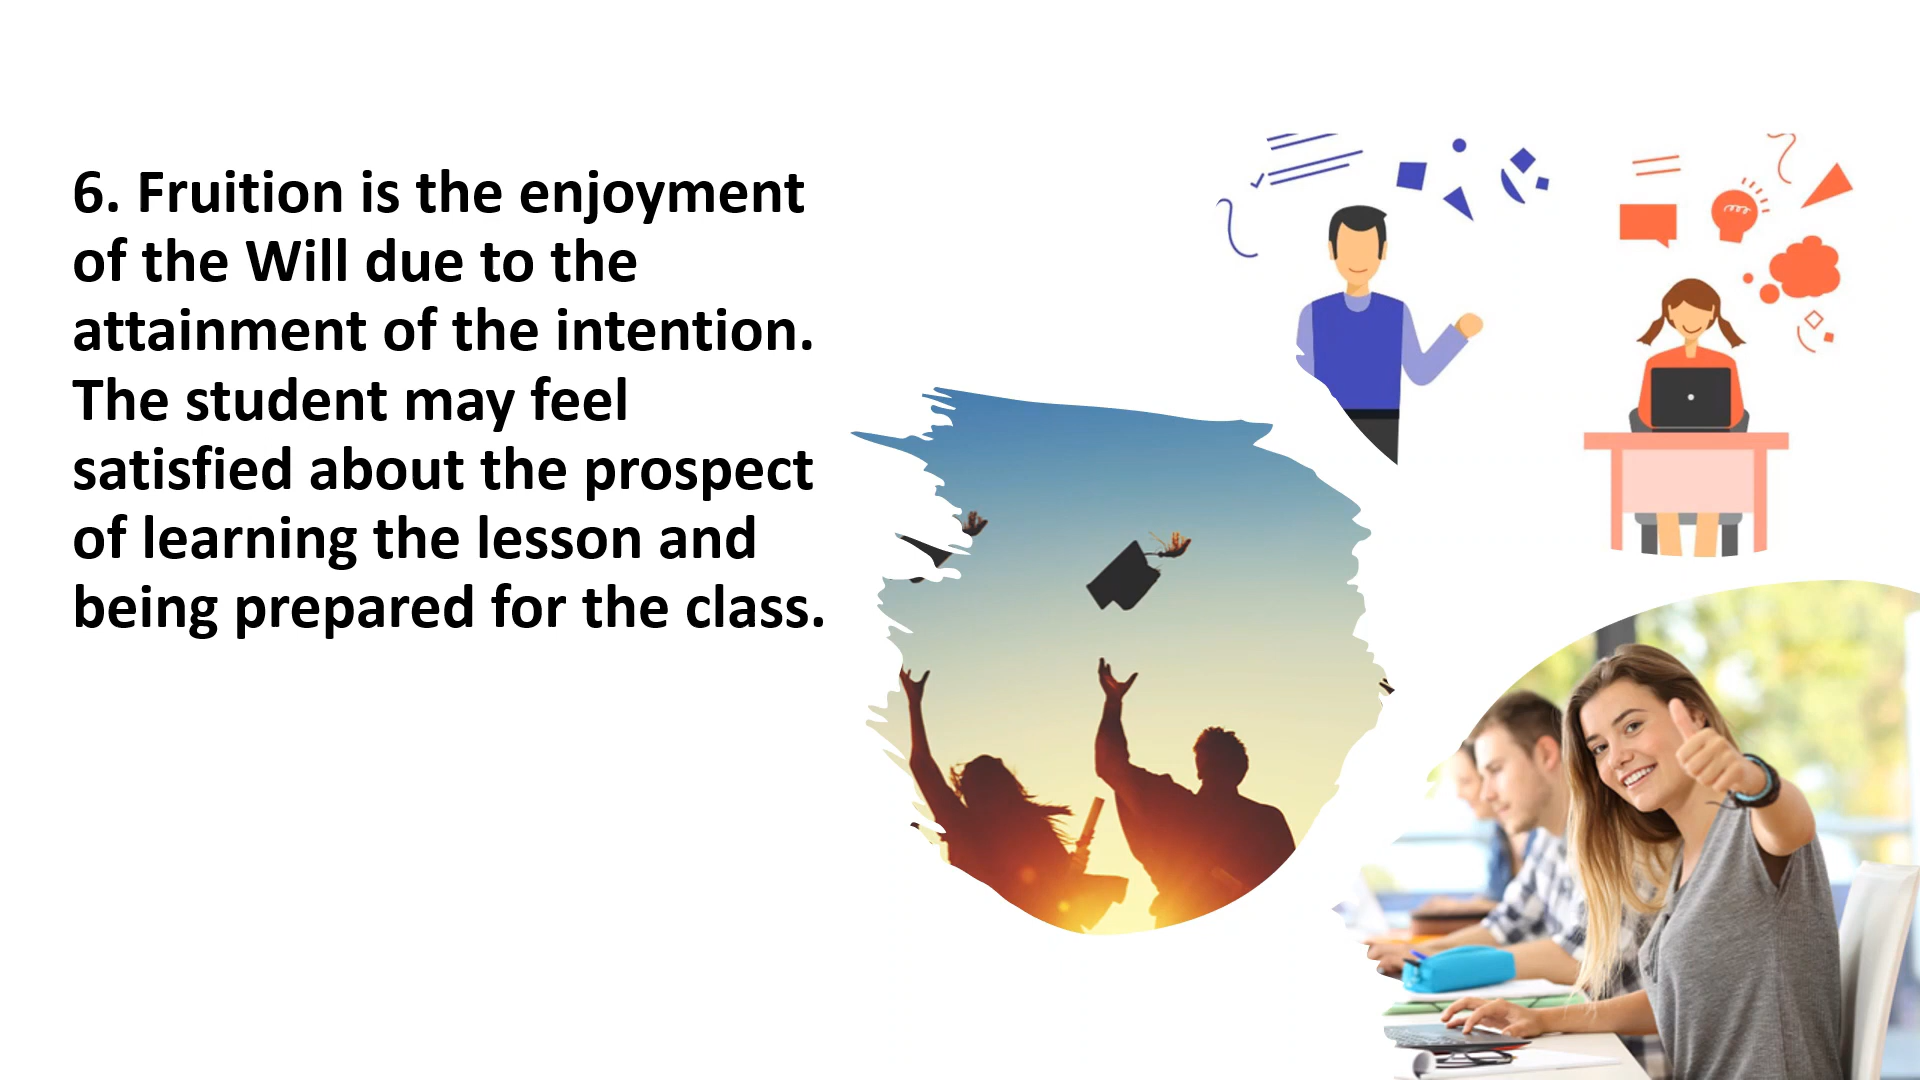 6. Fruition is the enjoyment
of the Will due to the
attainment of the intention.
The student may feel
satisfied about the prospect
of learning the lesson and
being prepared for the class.